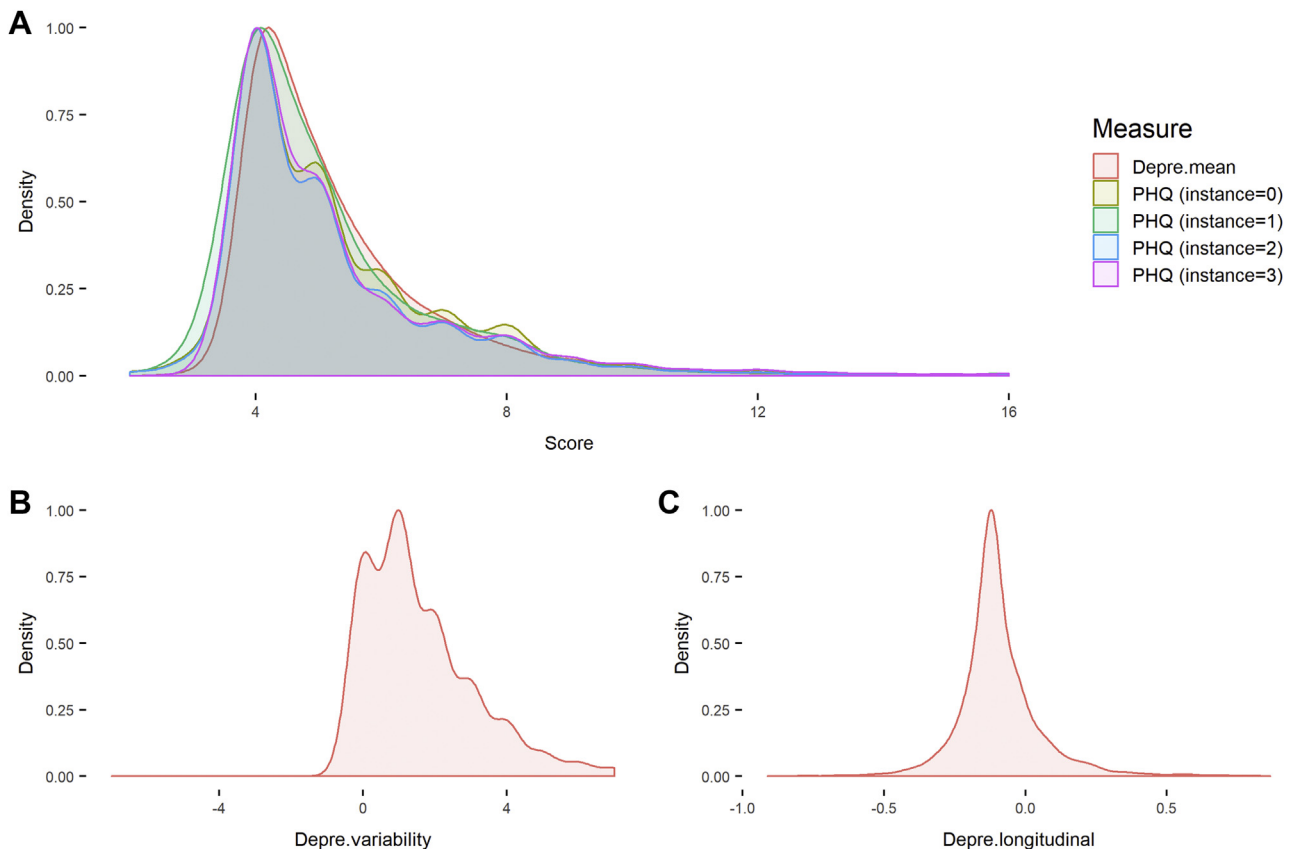 A
1.00
0.75
0.50
0.25
0.00
Density
4
8
12
16
Score
Measure
Depre.mean
PHQ (instance=0)
PHQ (instance=1)
PHQ (instance=2)
PHQ (instance=3)
B
1.00
0.75
0.50
0.25
0.00
Density
-4
0
4
Depre.variability
C
1.00
0.75
0.50
0.25
0.00
Density
-1.0
-0.5
0.0
0.5
Depre.longitudinal